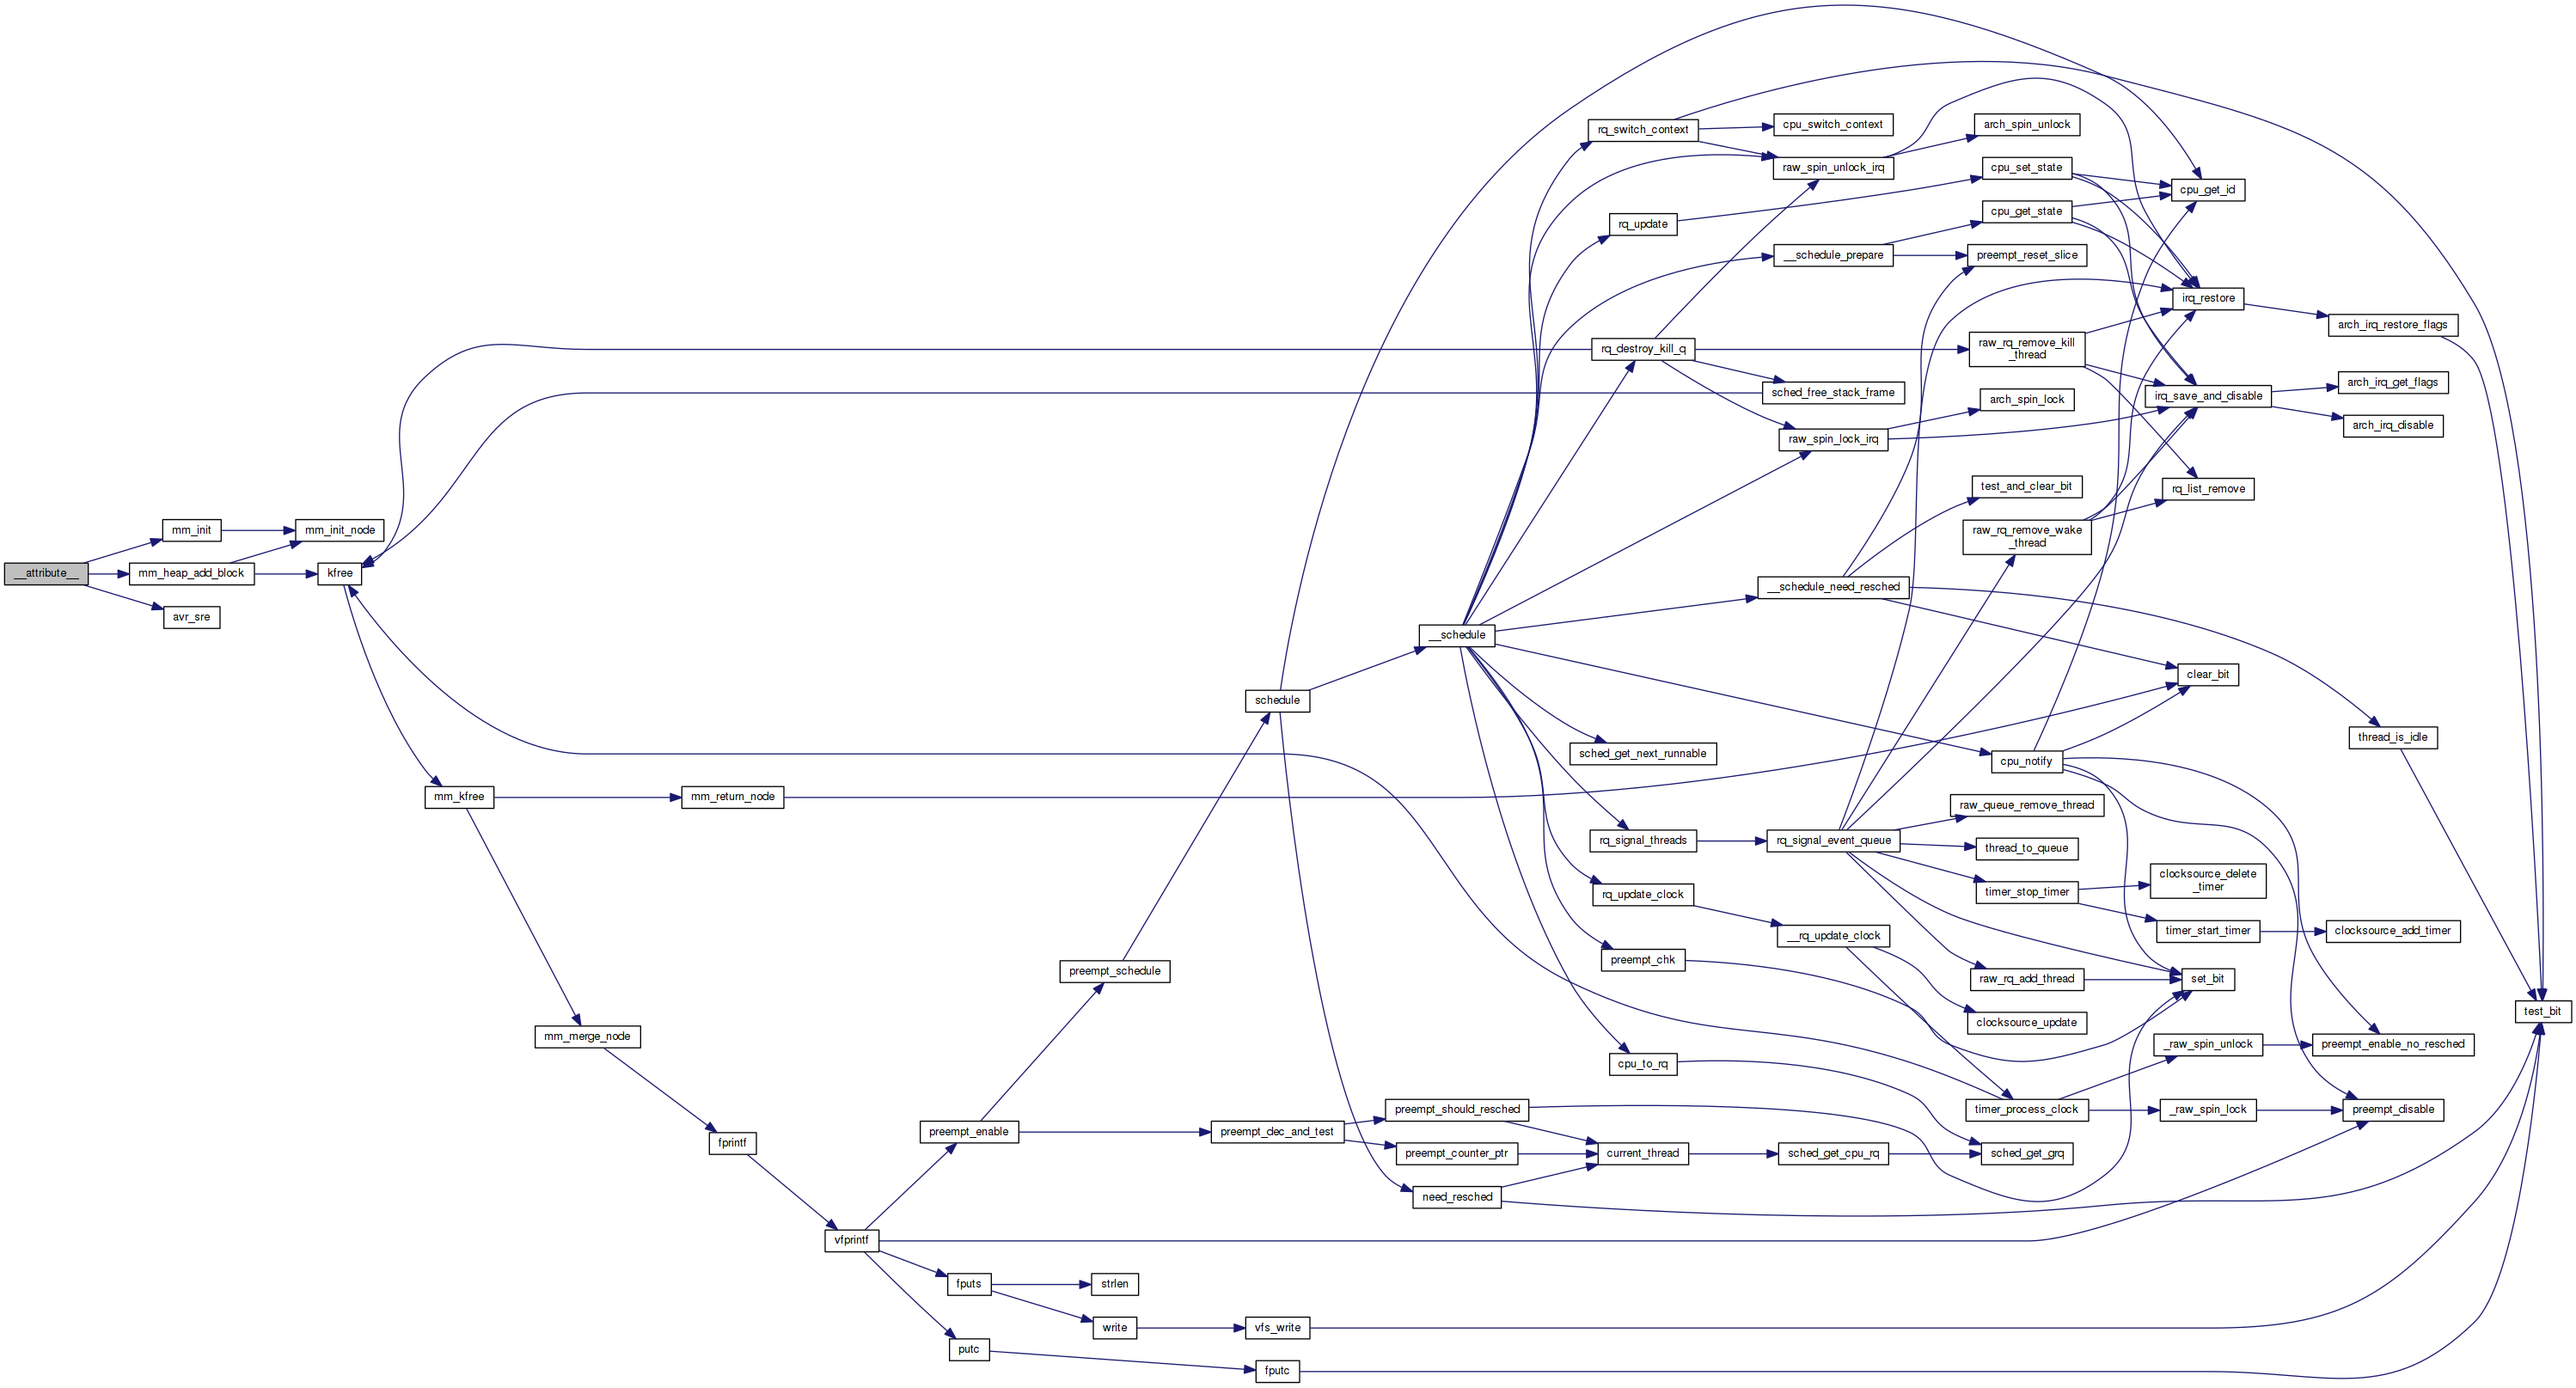 __attribute__
mm_init
mm_heap_add_block
avr_sre
mm_init_node
kfree
mm_kfree
mm_merge_node
mm_return_node
fprintf
vfprintf
preempt_enable
fputs
putc
preempt_schedule
strlen
write
preempt_dec_and_test
schedule
vfs_write
fputc
__schedule
preempt_should_resched
preempt_counter_ptr
need_resched
rq_switch_context
rq_update
rq_destroy_kill_q
sched_get_next_runnable
rq_signal_threads
rq_update_clock
preempt_chk
cpu_to_rq
current_thread
cpu_switch_context
raw_spin_unlock_irq
__schedule_prepare
sched_free_stack_frame
raw_spin_lock_irq
__schedule_need_resched
rq_signal_event_queue
__rq_update_clock
sched_get_cpu_rq
arch_spin_unlock
cpu_set_state
cpu_get_state
preempt_reset_slice
raw_rq_remove_kill
_thread
arch_spin_lock
test_and_clear_bit
raw_rq_remove_wake
_thread
cpu_notify
raw_queue_remove_thread
thread_to_queue
timer_stop_timer
raw_rq_add_thread
clocksource_update
timer_process_clock
sched_get_grq
cpu_get_id
irq_restore
irq_save_and_disable
rq_list_remove
clear_bit
clocksource_delete
_timer
timer_start_timer
set_bit
_raw_spin_unlock
_raw_spin_lock
arch_irq_restore_flags
arch_irq_get_flags
arch_irq_disable
thread_is_idle
clocksource_add_timer
preempt_enable_no_resched
preempt_disable
test_bit